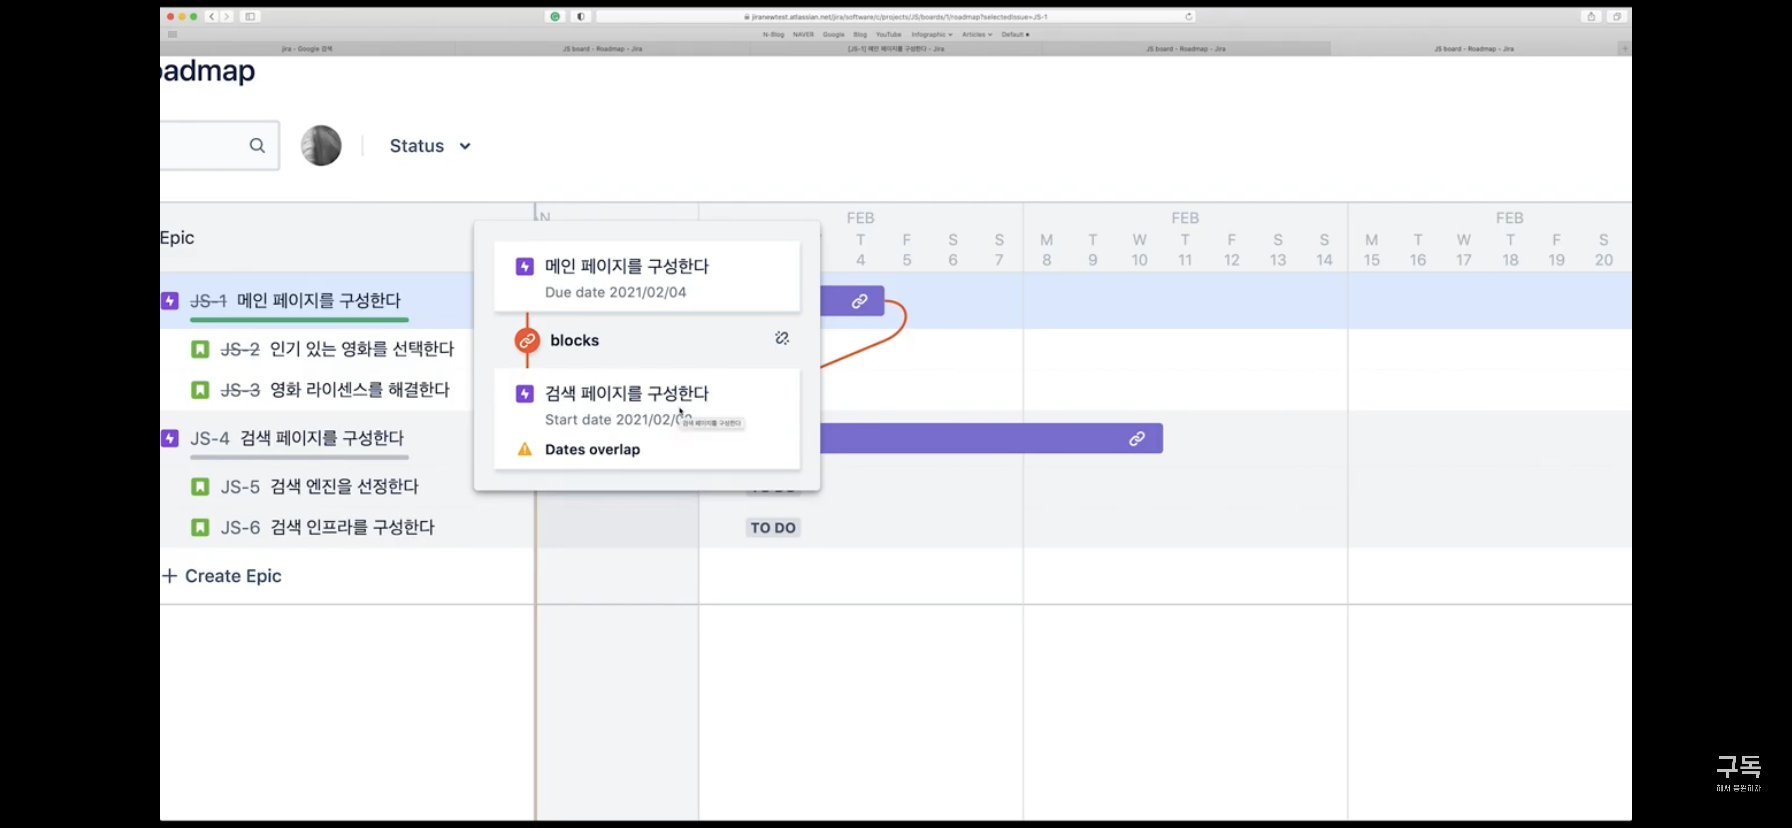 jiranewtest.atlassian.net/jira/software/c/projects/JS/boards/1/roadmap?selectedIssue=JS-1
N-Blog NAVER Google Blog YouTube Infographic Articles Default
jira - Google 검색 JS board - Roadmap - Jira [JS-1] 메인 페이지를 구성한다 - Jira JS board - Roadmap - Jira JS board - Roadmap - Jira
oadmap
Status
Epic
N
FEB FEB FEB
T F S S M T W T F S S M T W T F S
4 5 6 7 8 9 10 11 12 13 14 15 16 17 18 19 20
JS-1 메인 페이지를 구성한다
JS-2 인기 있는 영화를 선택한다
JS-3 영화 라이센스를 해결한다
JS-4 검색 페이지를 구성한다
JS-5 검색 엔진을 선정한다
JS-6 검색 인프라를 구성한다
TO DO
+ Create Epic
메인 페이지를 구성한다
Due date 2021/02/04
blocks
검색 페이지를 구성한다
Start date 2021/02/0
검색 페이지를 구성한다
Dates overlap
구독
해서 응원하자